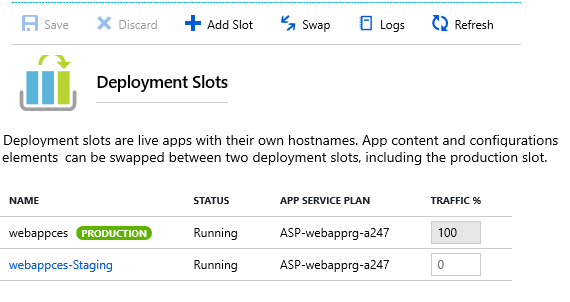 Save Discard Add Slot Swap Logs Refresh
Deployment Slots
Deployment slots are live apps with their own hostnames. App content and configurations
elements can be swapped between two deployment slots, including the production slot.
NAME STATUS APP SERVICE PLAN TRAFFIC %
webappces PRODUCTION Running ASP-webapprg-a247 100
webappces-Staging Running ASP-webapprg-a247 0